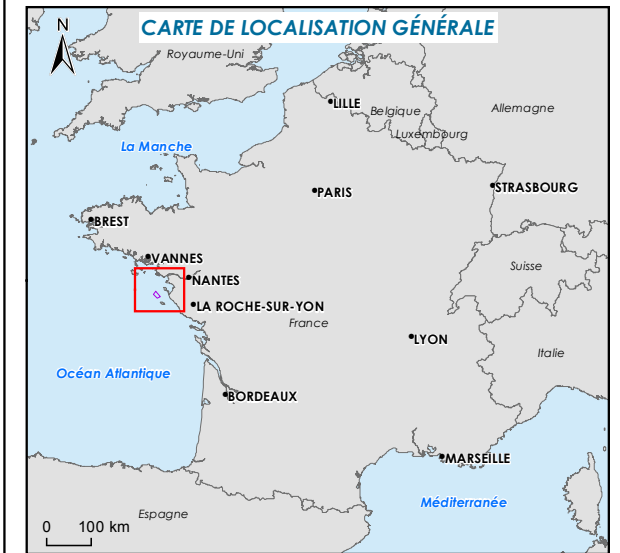 CARTE DE LOCALISATION GÉNÉRALE
N
Royaume-Uni
LILLE
Belgique
Allemagne
Luxembourg
La Manche
PARIS
STRASBOURG
BREST
VANNES
Suisse
NANTES
LA ROCHE-SUR-YON
France
LYON
Italie
Océan Atlantique
BORDEAUX
MARSEILLE
Méditerranée
Espagne
0 100 km